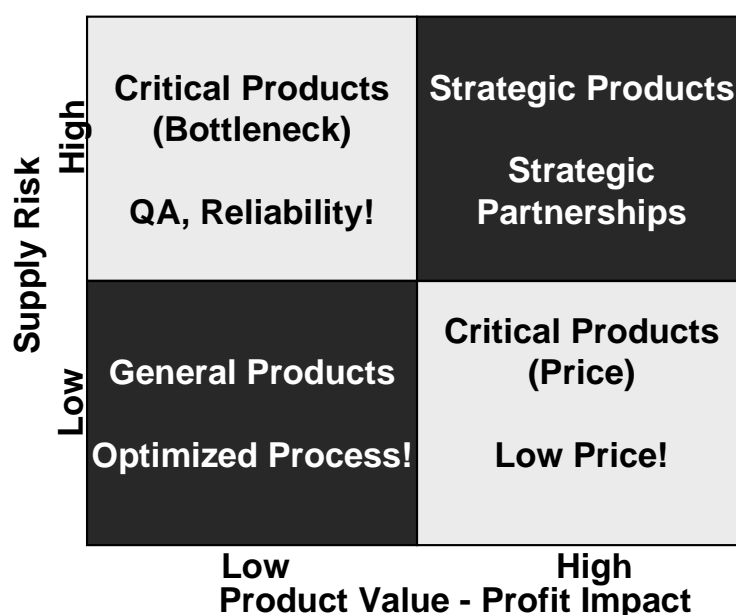 Supply Risk
High
Critical Products
(Bottleneck)
QA, Reliability!
Strategic Products
Strategic
Partnerships
Low
General Products
Optimized Process!
Critical Products
(Price)
Low Price!
Low
High
Product Value - Profit Impact